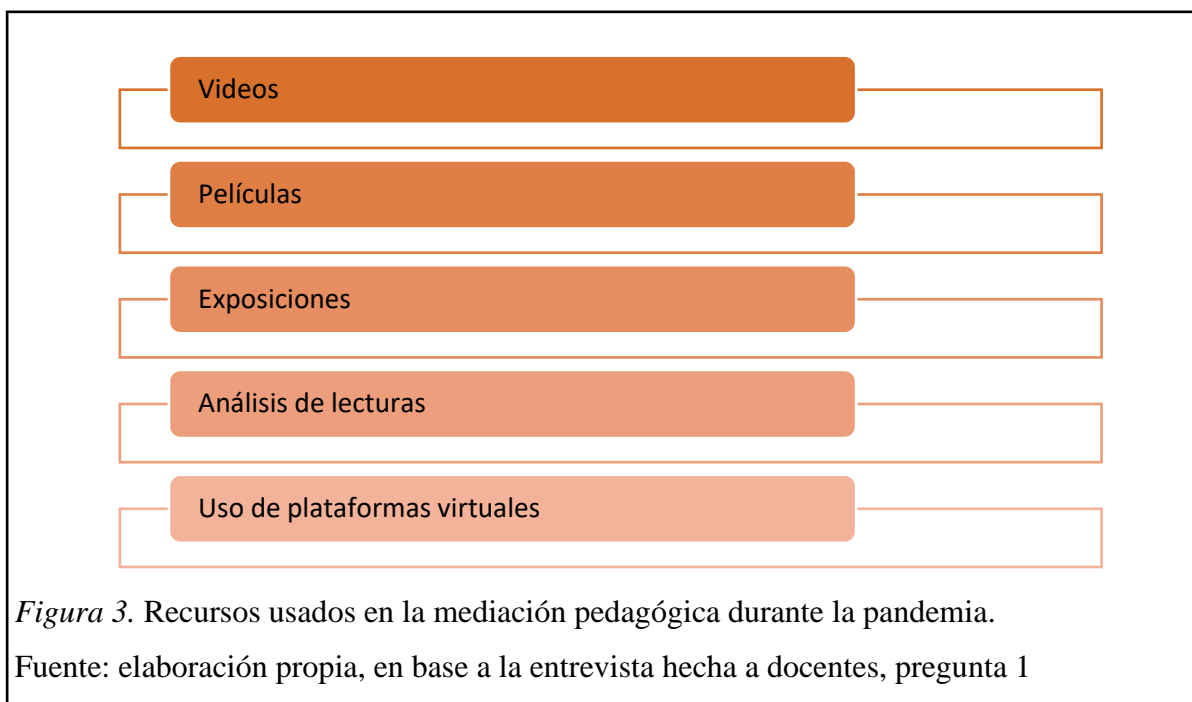 Videos
Películas
Exposiciones
Análisis de lecturas
Uso de plataformas virtuales
Figura 3. Recursos usados en la mediación pedagógica durante la pandemia.
Fuente: elaboración propia, en base a la entrevista hecha a docentes, pregunta 1